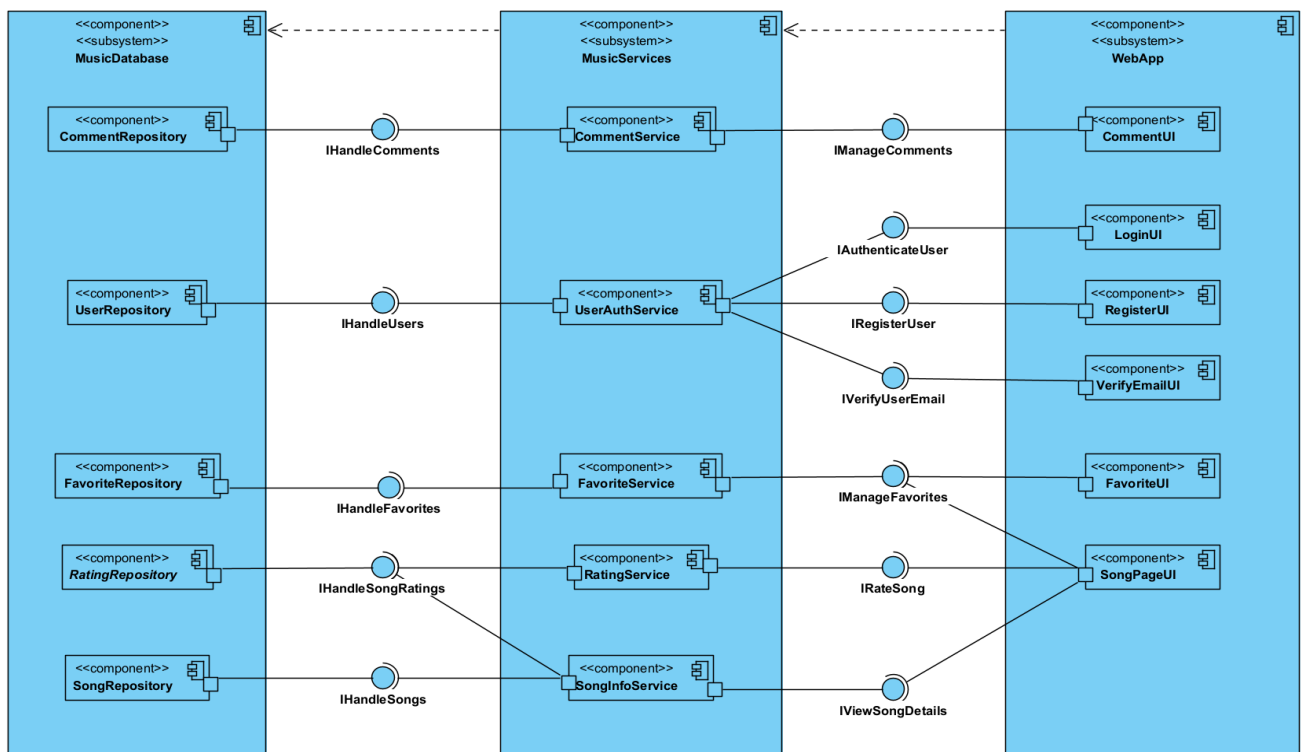 <<component>>
<<subsystem>>
MusicDatabase
<<component>>
<<subsystem>>
MusicServices
<<component>>
<<subsystem>>
WebApp
<<component>>
CommentRepository
IHandleComments
<<component>>
CommentService
IManageComments
<<component>>
CommentUI
IAuthenticateUser
<<component>>
LoginUI
<<component>>
UserRepository
IHandleUsers
<<component>>
UserAuthService
IRegisterUser
<<component>>
RegisterUI
IVerifyUserEmail
<<component>>
VerifyEmailUI
<<component>>
FavoriteRepository
IHandleFavorites
<<component>>
FavoriteService
IManageFavorites
<<component>>
FavoriteUI
<<component>>
RatingRepository
IHandleSongRatings
<<component>>
RatingService
IRateSong
<<component>>
SongPageUI
<<component>>
SongRepository
IHandleSongs
<<component>>
SongInfoService
IViewSongDetails